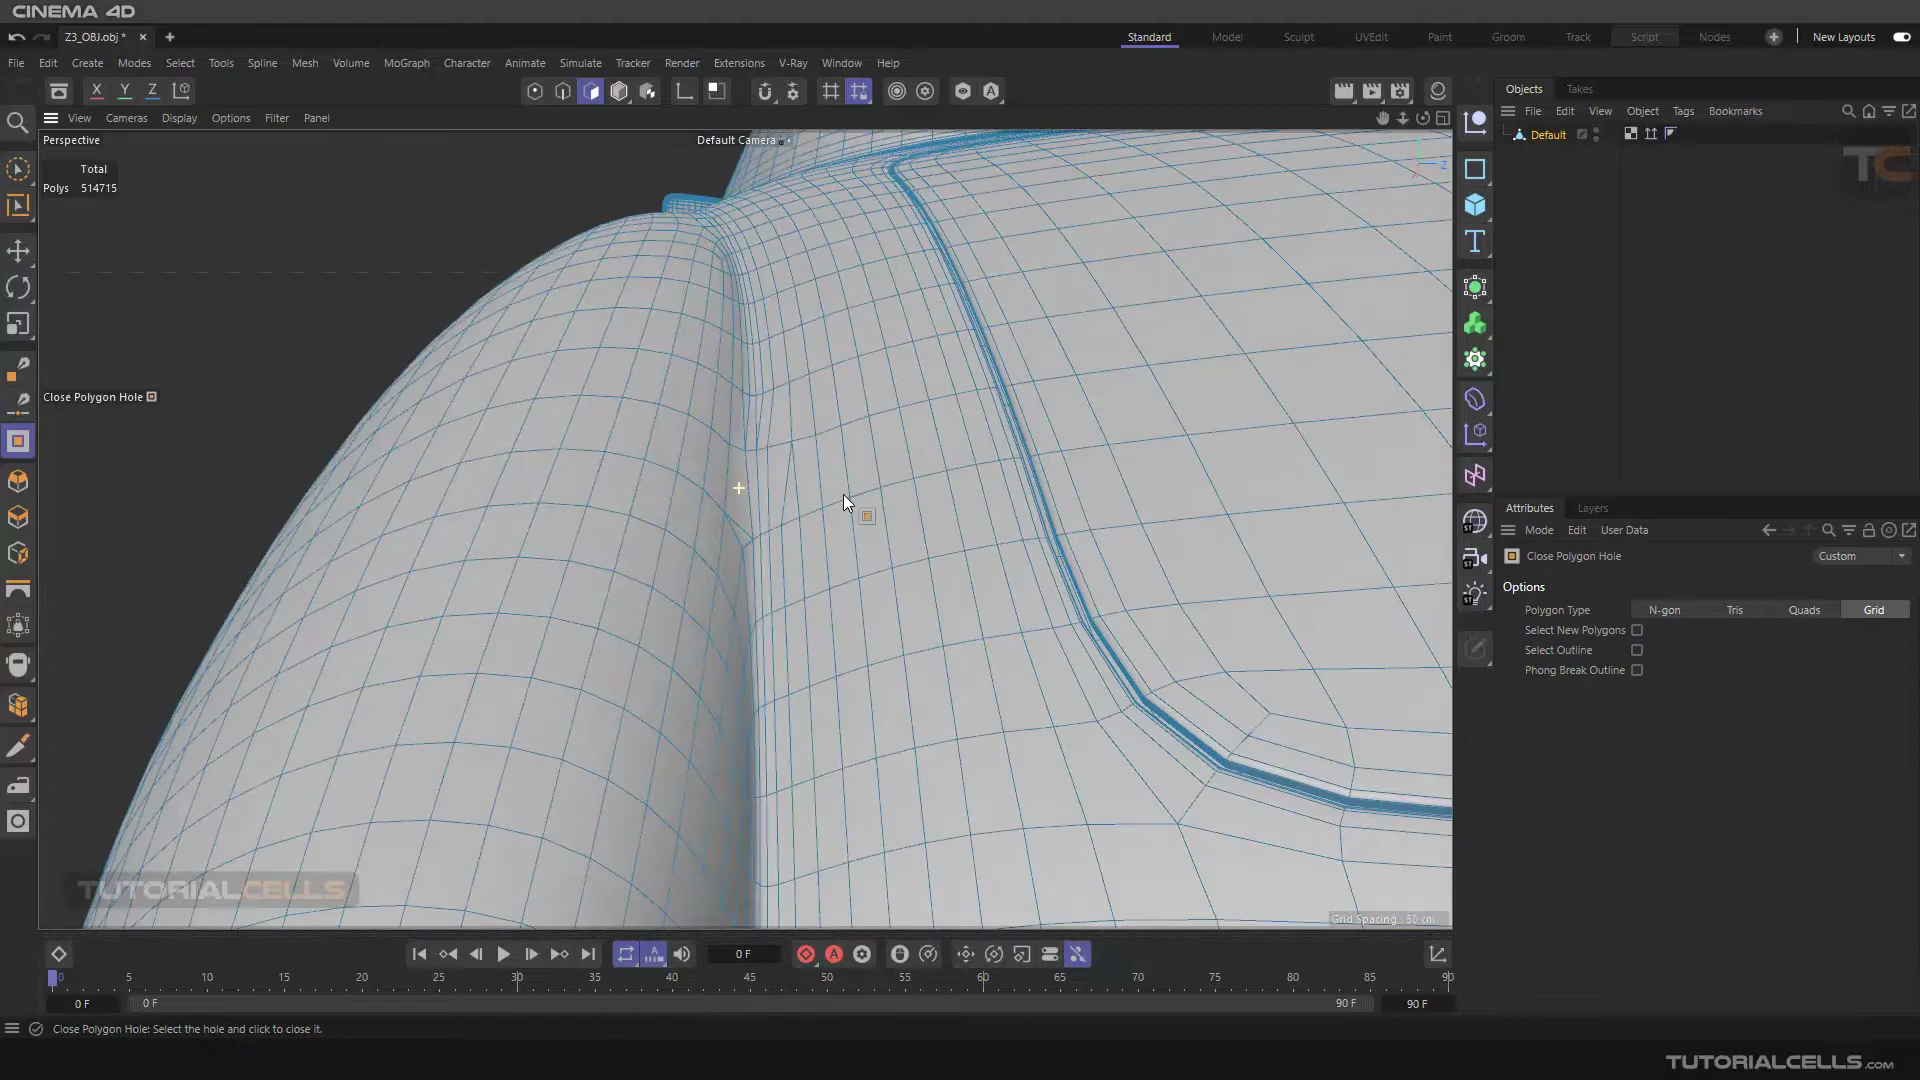 CINEMA 4D
Z3_OBJ.obj *
Standard Model Sculpt UVEdit Paint Groom Track Script Nodes New Layouts
File Edit Create Modes Select Tools Spline Mesh Volume MoGraph Character Animate Simulate Tracker Render Extensions V-Ray Window Help
X Y Z
View Cameras Display Options Filter Panel
Perspective
Default Camera
Total
Polys 514715
Close Polygon Hole
Z
Objects Takes
File Edit View Object Tags Bookmarks
Default
TC
Attributes Layers
Mode Edit User Data
Close Polygon Hole
Custom
Options
Polygon Type N-gon Tris Quads Grid
Select New Polygons
Select Outline
Phong Break Outline
TUTORIALCELLS
Grid Spacing : 50 cm
0 F
0 5 10 15 20 25 30 35 40 45 50 55 60 65 70 75 80 85 90
0 F 0 F 90 F 90 F
Close Polygon Hole: Select the hole and click to close it.
TUTORIALCELLS.com